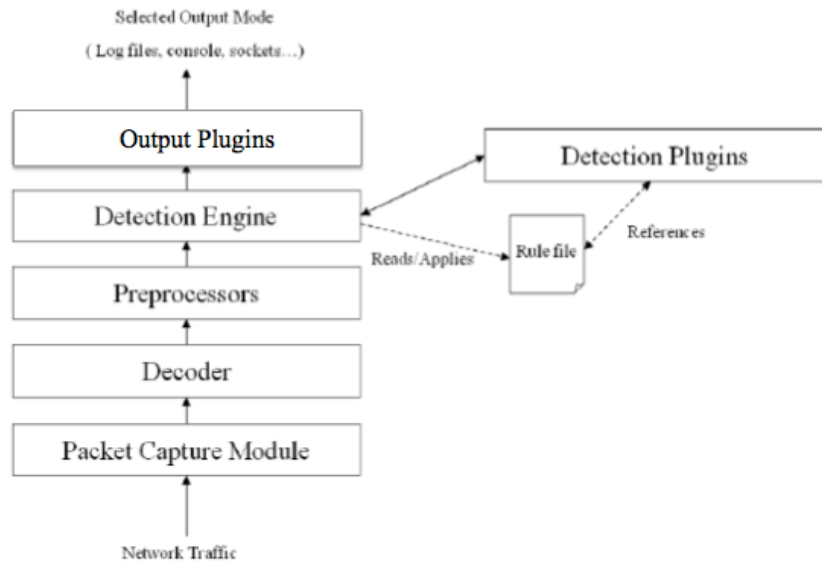 Selected Output Mode
( Log files, console, sockets...)
Output Plugins
Detection Plugins
Detection Engine
Reads/Applies
Rule file
References
Preprocessors
Decoder
Packet Capture Module
Network Traffic